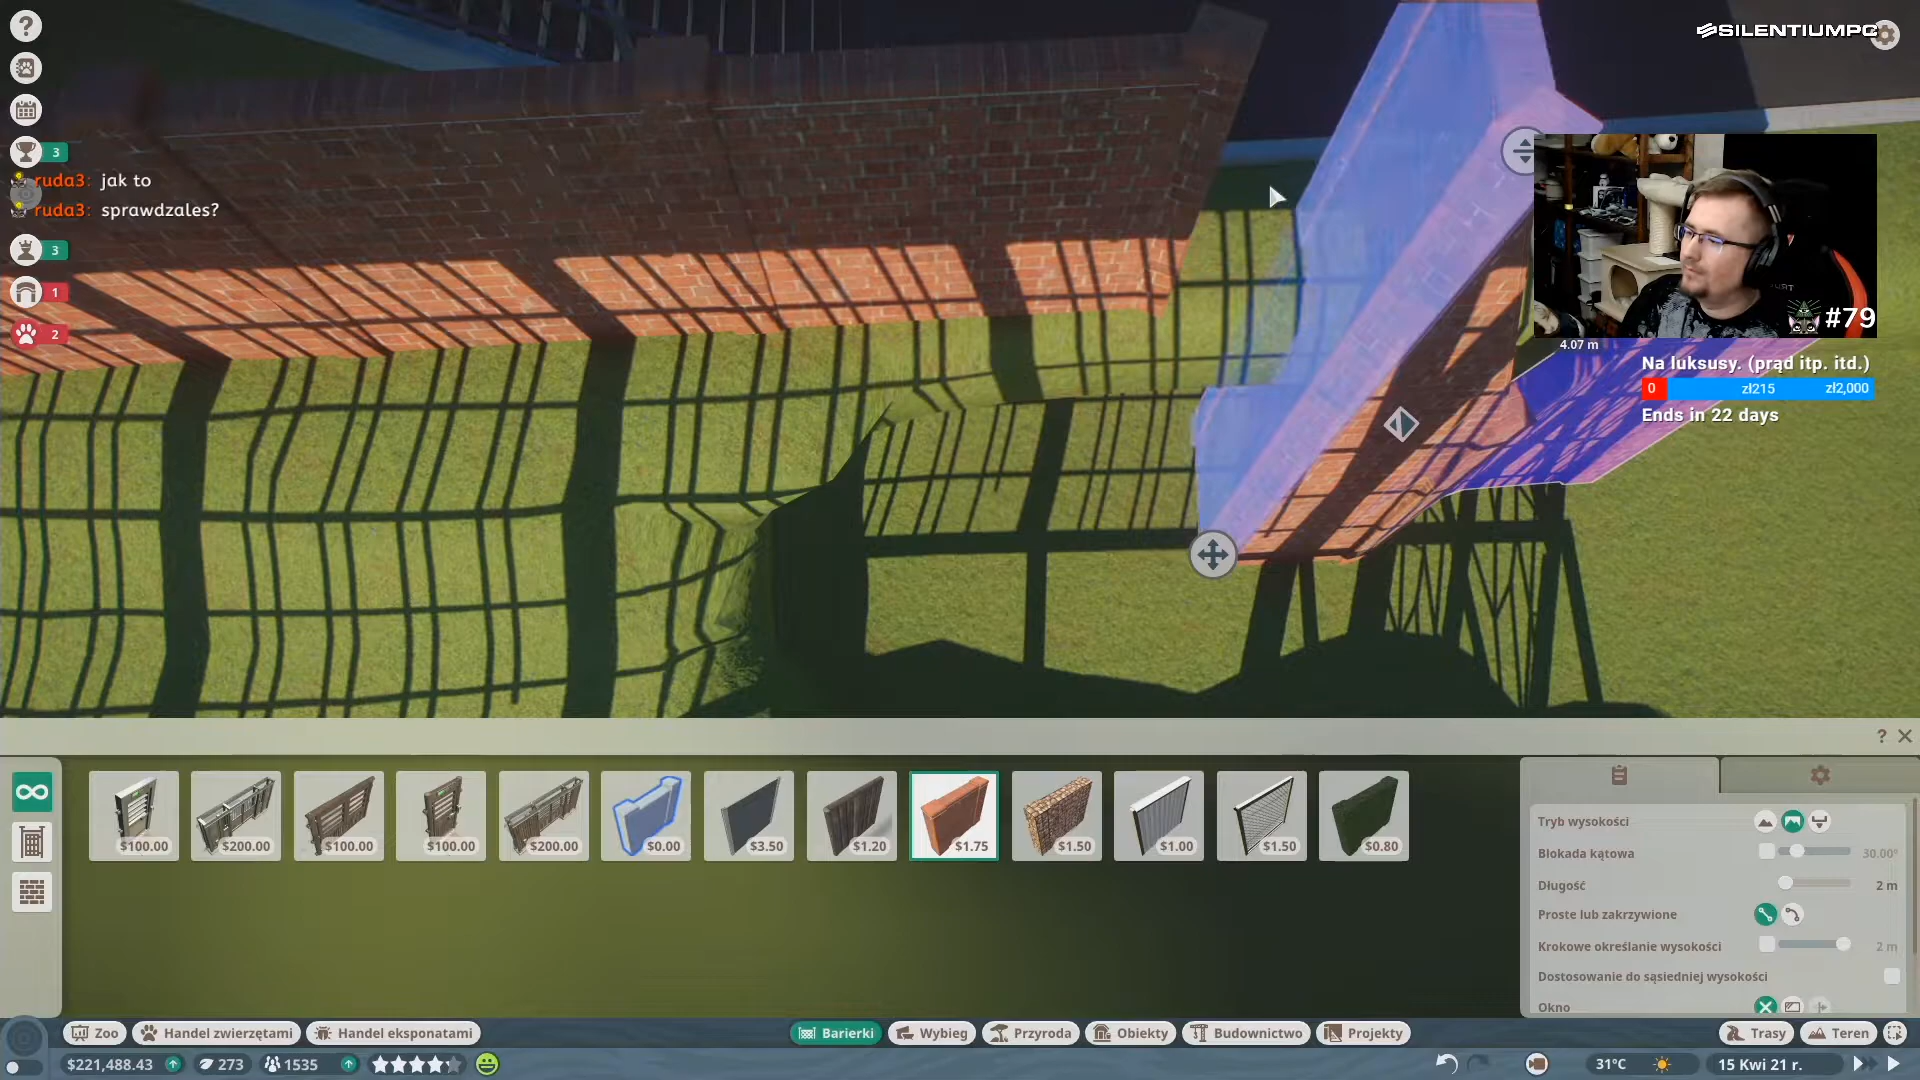 SILENTIUMPC
3
ruda3: jak to
ruda3: sprawdzales?
3
1
2
#79
4.07 m
Na luksusy. (prąd itp. itd.)
0 zł215 zł2,000
Ends in 22 days
?
?
$100.00 $200.00 $100.00 $100.00 $200.00 $0.00 $3.50 $1.20 $1.75 $1.50 $1.00 $1.50 $0.80
Tryb wysokości
Blokada kątowa 30.00°
Długość 2 m
Proste lub zakrzywione
Krokowe określanie wysokości 2 m
Dostosowanie do sąsiedniej wysokości
Okno
Zoo Handel zwierzętami Handel eksponatami Barierki Wybieg Przyroda Obiekty Budownictwo Projekty Trasy Teren
$221,488.43 273 1535 31°C 15 Kwi 21 r.